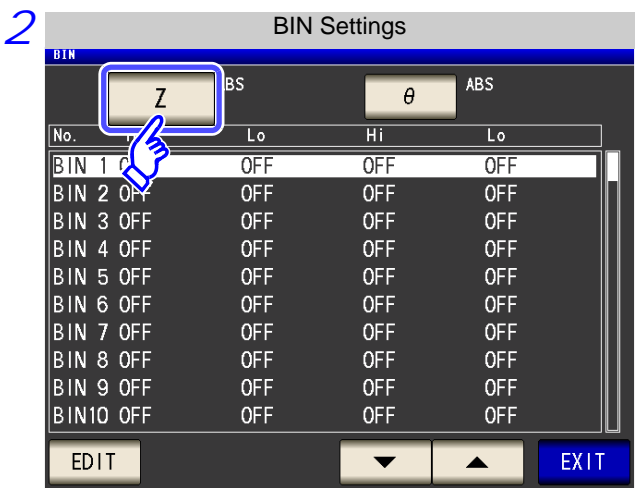 2
BIN Settings
BIN
Z BS θ ABS
No. Lo Hi Lo
BIN 1 OFF OFF OFF
BIN 2 OFF OFF OFF OFF
BIN 3 OFF OFF OFF OFF
BIN 4 OFF OFF OFF OFF
BIN 5 OFF OFF OFF OFF
BIN 6 OFF OFF OFF OFF
BIN 7 OFF OFF OFF OFF
BIN 8 OFF OFF OFF OFF
BIN 9 OFF OFF OFF OFF
BIN10 OFF OFF OFF OFF
EDIT ▼ ▲ EXIT